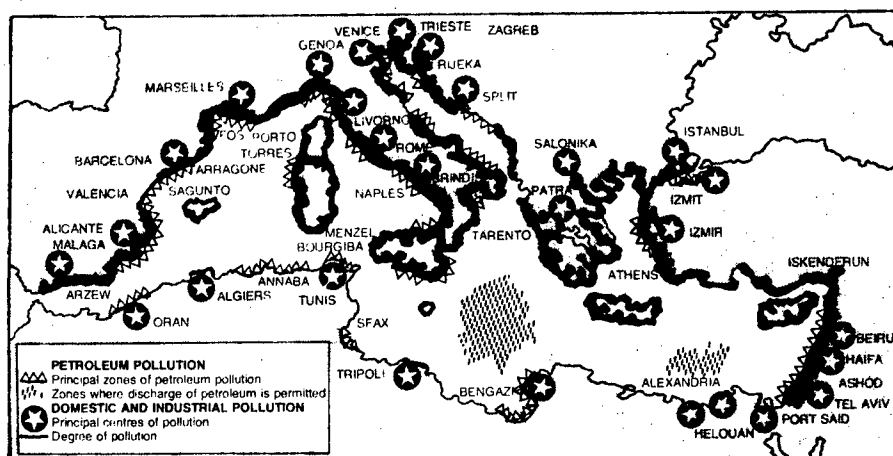 VENICE TRIESTE ZAGREB
GENOA
RIJEKA
MARSEILLES
SPLIT
LIVORNO
FOS PORTO
TORRES
ROME
SALONIKA
ISTANBUL
BARCELONA
TARRAGONE
BRINDISI
VALENCIA
SAGUNTO
NAPLES
PATRA
IZMIT
ALICANTE
MALAGA
MENZEL
BOURGIBA
TARENTO
IZMIR
ISKENDERUN
ATHENS
ARZEW
ANNABA
ALGIERS
TUNIS
ORAN
SFAX
BEIRU
HAIFA
TRIPOLI
BENGAZI
ALEXANDRIA
ASHOD
TEL AVIV
HELOUAN
PORT SAID
PETROLEUM POLLUTION
Principal zones of petroleum pollution
Zones where discharge of petroleum is permitted
DOMESTIC AND INDUSTRIAL POLLUTION
Principal centres of pollution
Degree of pollution